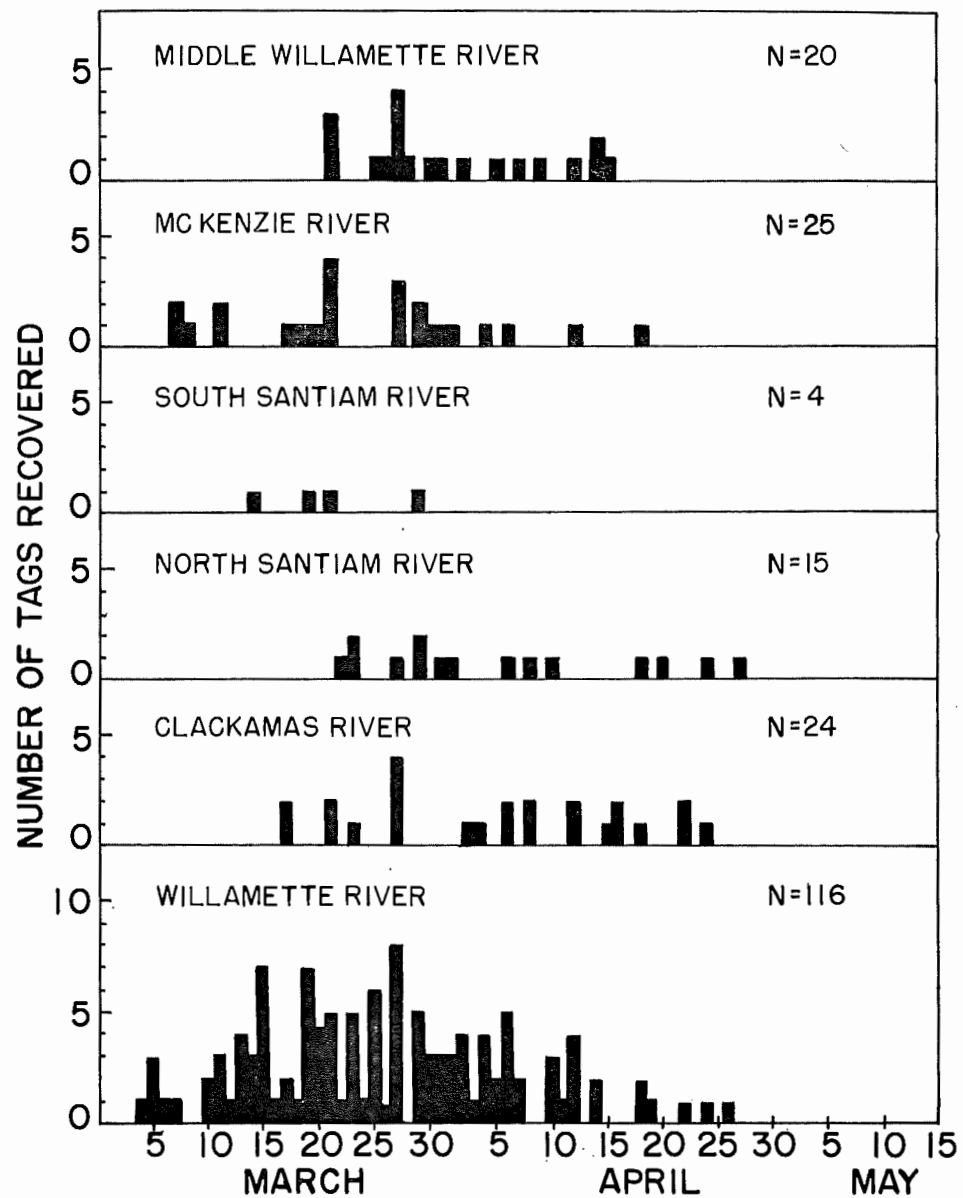 NUMBER OF TAGS RECOVERED
MIDDLE WILLAMETTE RIVER N=20
5
0
MC KENZIE RIVER N=25
5
0
SOUTH SANTIAM RIVER N=4
5
0
NORTH SANTIAM RIVER N=15
5
0
CLACKAMAS RIVER N=24
5
0
WILLAMETTE RIVER N=116
10
5
0
5 10 15 20 25 30 5 10 15 20 25 30 5 10 15
MARCH APRIL MAY